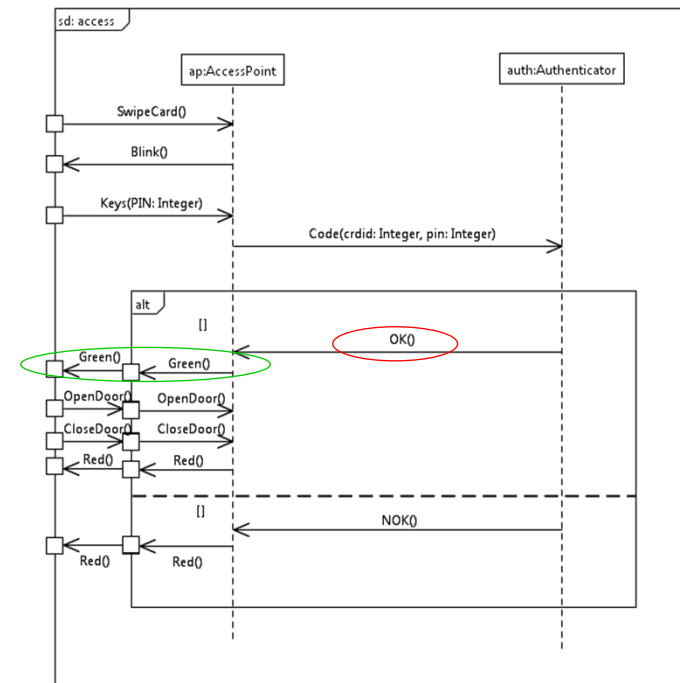 sd: access
ap:AccessPoint
auth:Authenticator
SwipeCard()
Blink()
Keys(PIN: Integer)
Code(crdid: Integer, pin: Integer)
alt
[]
OK()
Green()
Green()
OpenDoor()
OpenDoor()
CloseDoor()
CloseDoor()
Red()
Red()
[]
NOK()
Red()
Red()